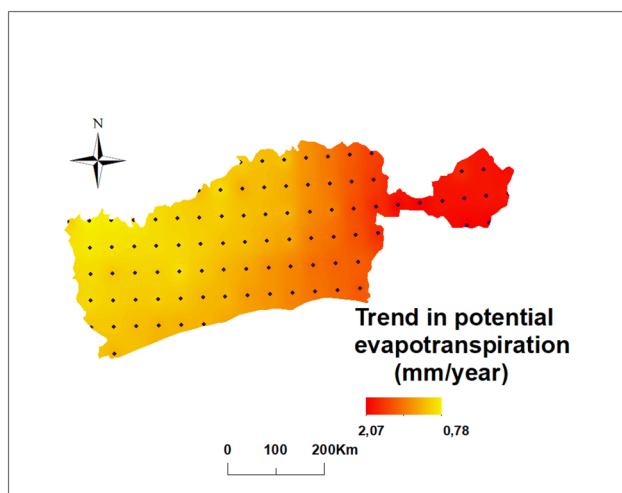 N
Trend in potential
evapotranspiration
(mm/year)
2,07 0,78
0 100 200Km